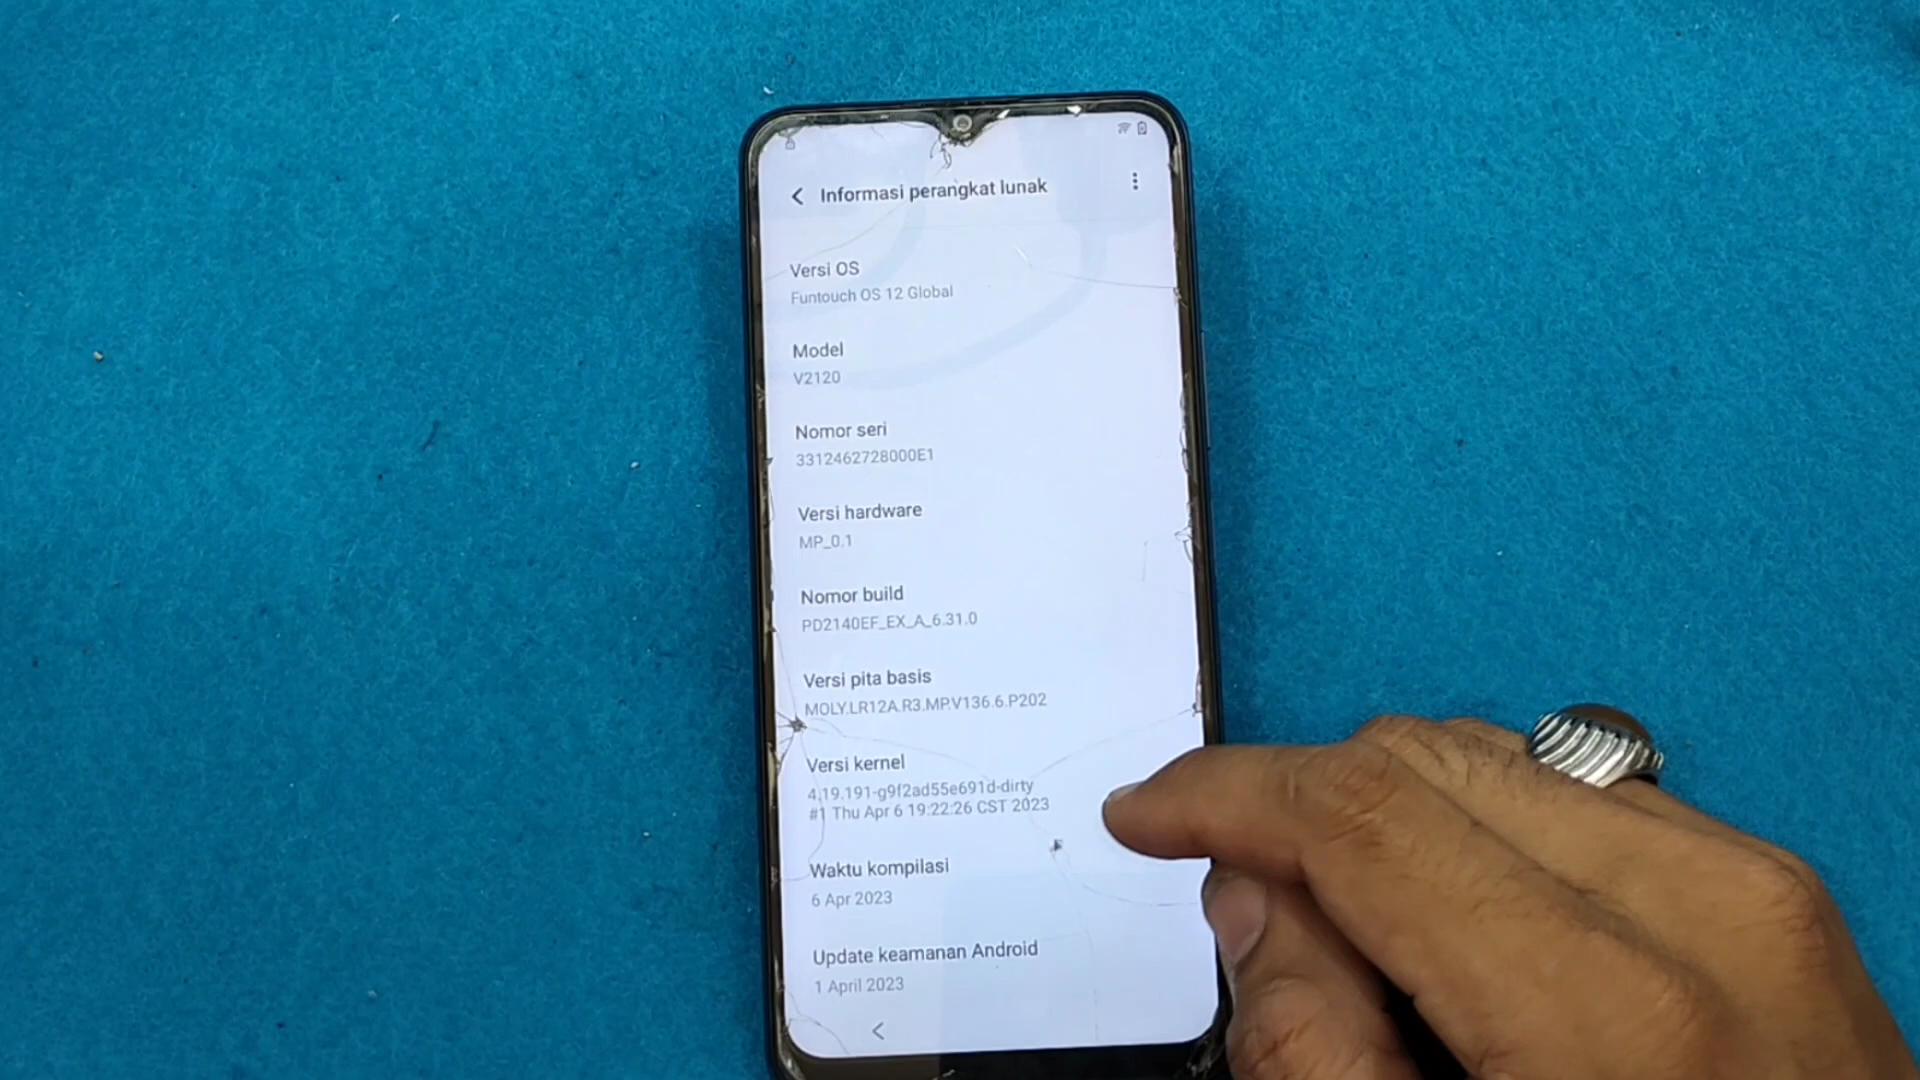 Informasi perangkat lunak
Versi OS
Funtouch OS 12 Global
Model
V2120
Nomor seri
3312462728000E1
Versi hardware
MP_0.1
Nomor build
PD2140EF_EX_A_6.31.0
Versi pita basis
MOLY.LR12A.R3.MP.V136.6.P202
Versi kernel
4.19.191-g9f2ad55e691d-dirty
#1 Thu Apr 6 19:22:26 CST 2023
Waktu kompilasi
6 Apr 2023
Update keamanan Android
1 April 2023